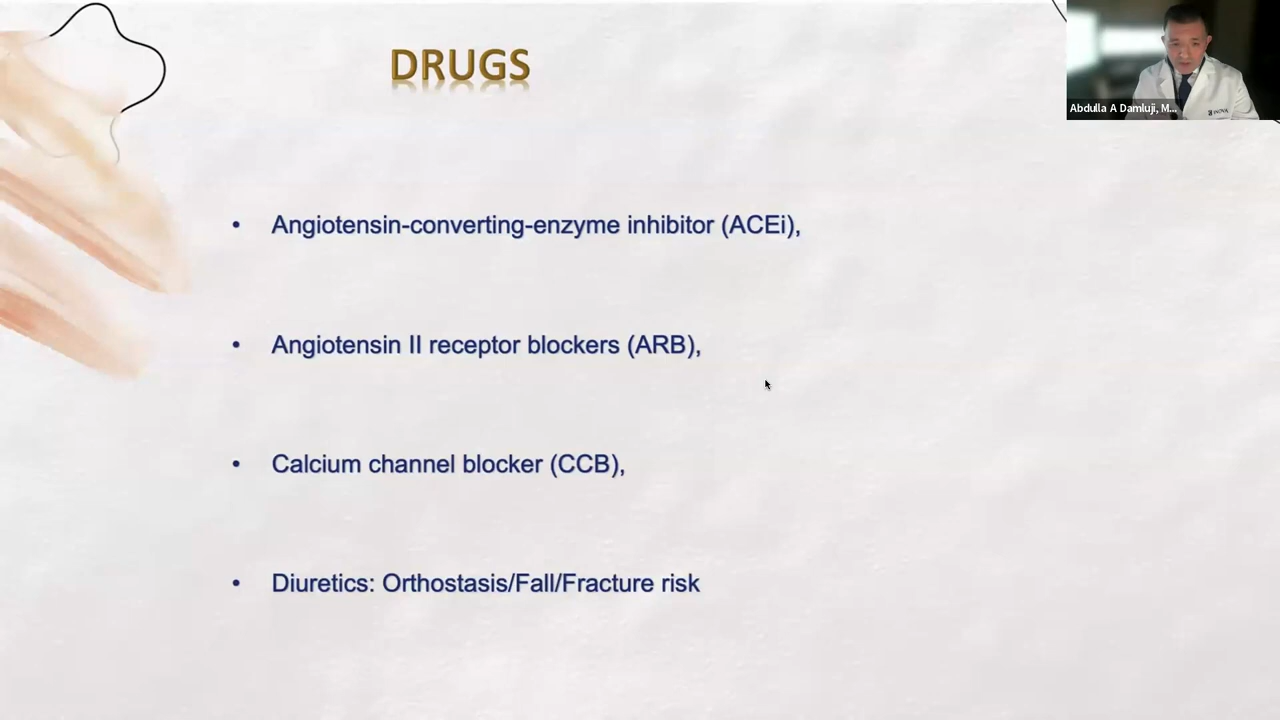 DRUGS
Abdulla A Damluji, M...
INOVA
• Angiotensin-converting-enzyme inhibitor (ACEi),
• Angiotensin II receptor blockers (ARB),
• Calcium channel blocker (CCB),
• Diuretics: Orthostasis/Fall/Fracture risk